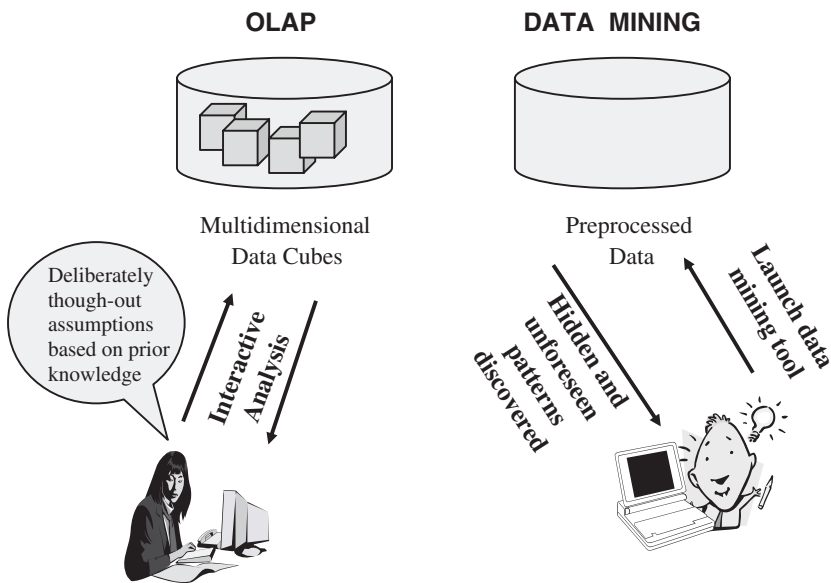 OLAP
DATA MINING
Multidimensional
Data Cubes
Preprocessed
Data
Deliberately
though-out
assumptions
based on prior
knowledge
Interactive
Analysis
Hidden and
unforeseen
patterns
discovered
Launch data
mining tool